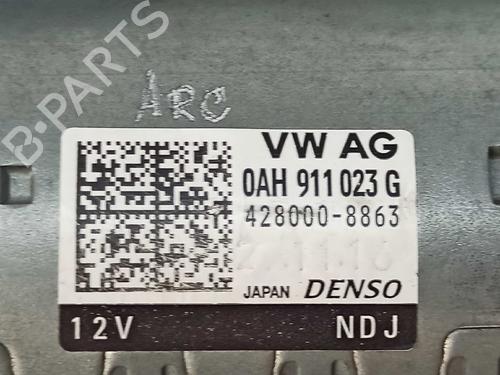 B-PARTS
ARC
VW AG
0AH 911 023 G
428000-8863
JAPAN DENSO
12V NDJ